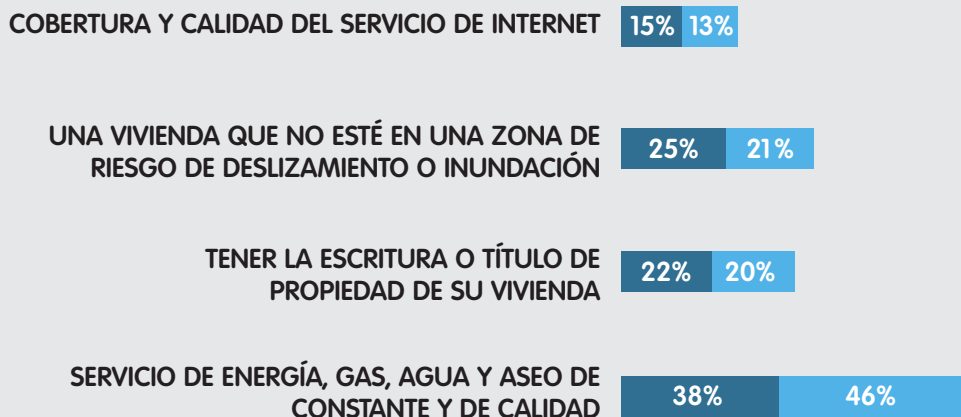 COBERTURA Y CALIDAD DEL SERVICIO DE INTERNET 15% 13%
UNA VIVIENDA QUE NO ESTÉ EN UNA ZONA DE
RIESGO DE DESLIZAMIENTO O INUNDACIÓN
25% 21%
TENER LA ESCRITURA O TÍTULO DE
PROPIEDAD DE SU VIVIENDA
22% 20%
SERVICIO DE ENERGÍA, GAS, AGUA Y ASEO DE
CONSTANTE Y DE CALIDAD
38% 46%